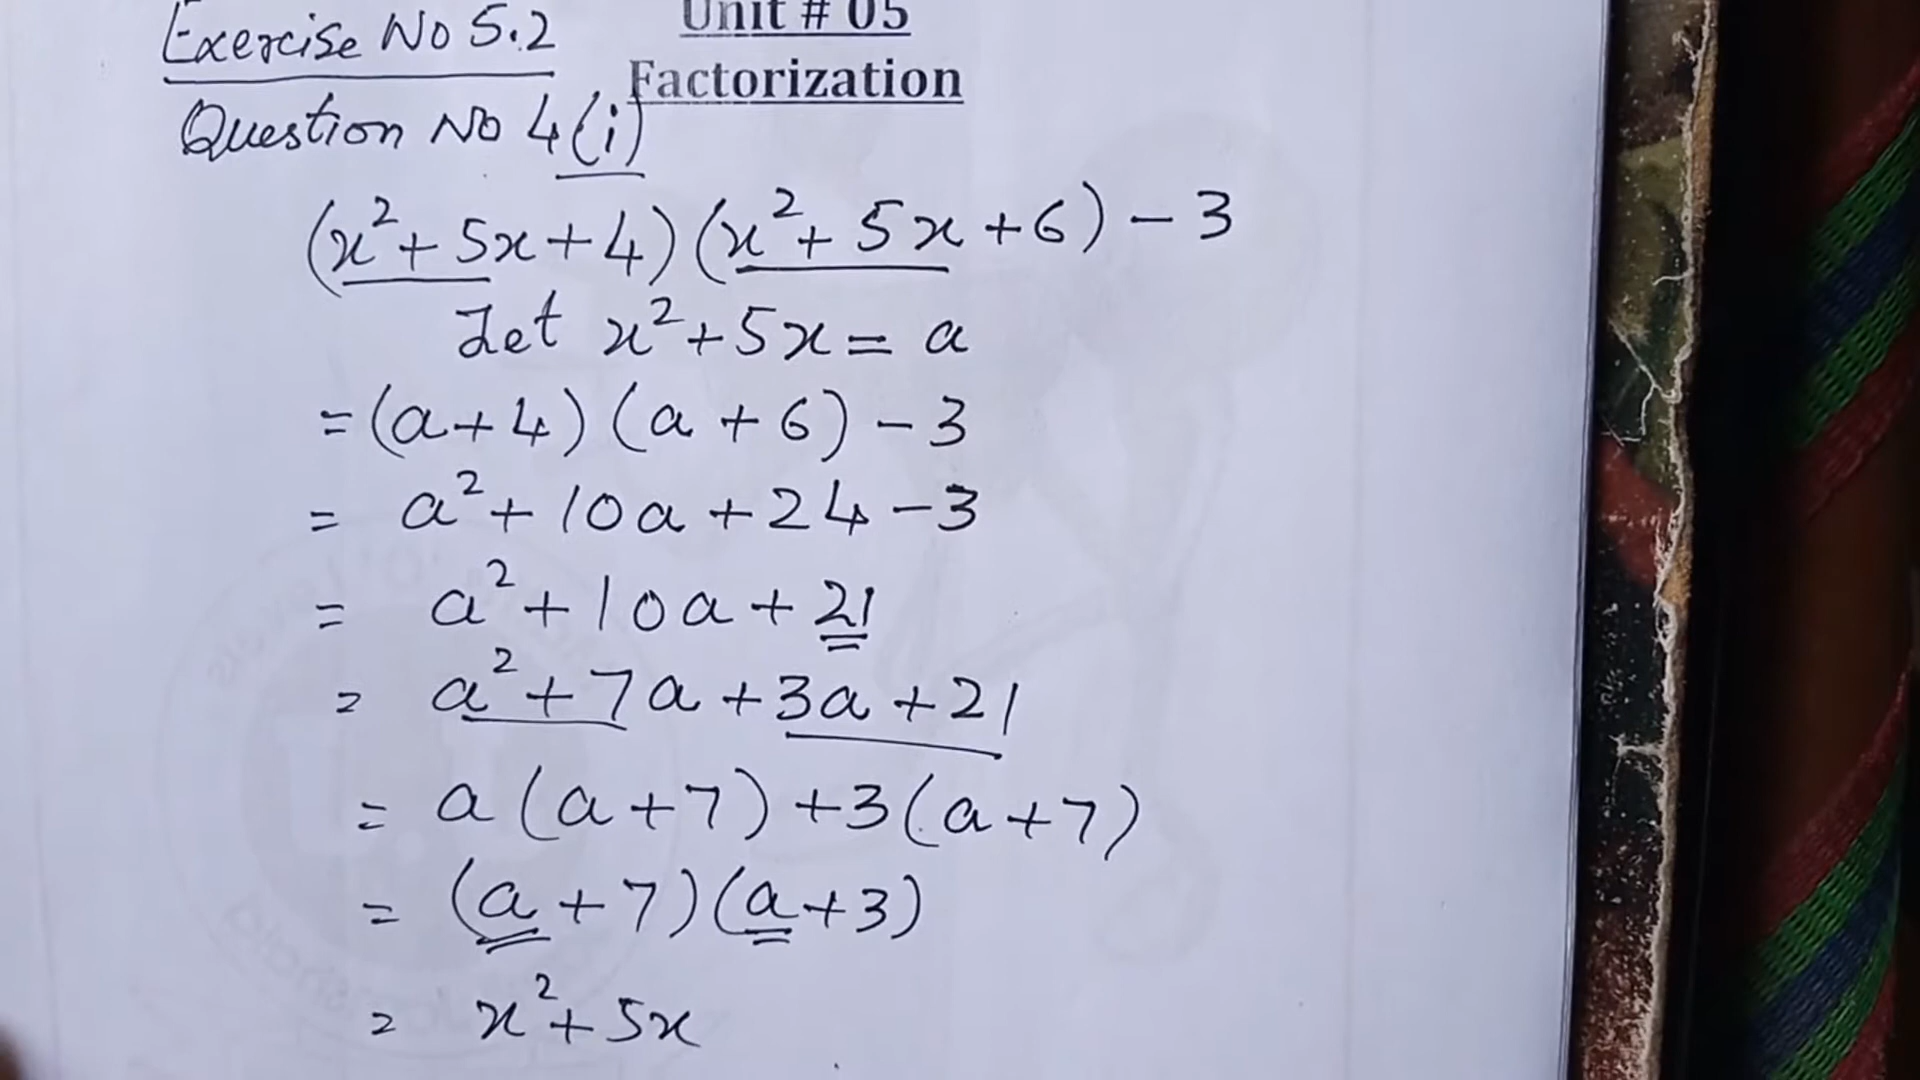 Exercise No 5.2
Unit # 05
Factorization
Question No 4(i)
(x²+5x+4)(x²+5x+6)-3
Let x²+5x=a
=(a+4)(a+6)-3
= a²+10a+24-3
= a²+10a+21
= a²+7a+3a+21
= a(a+7)+3(a+7)
= (a+7)(a+3)
= x²+5x